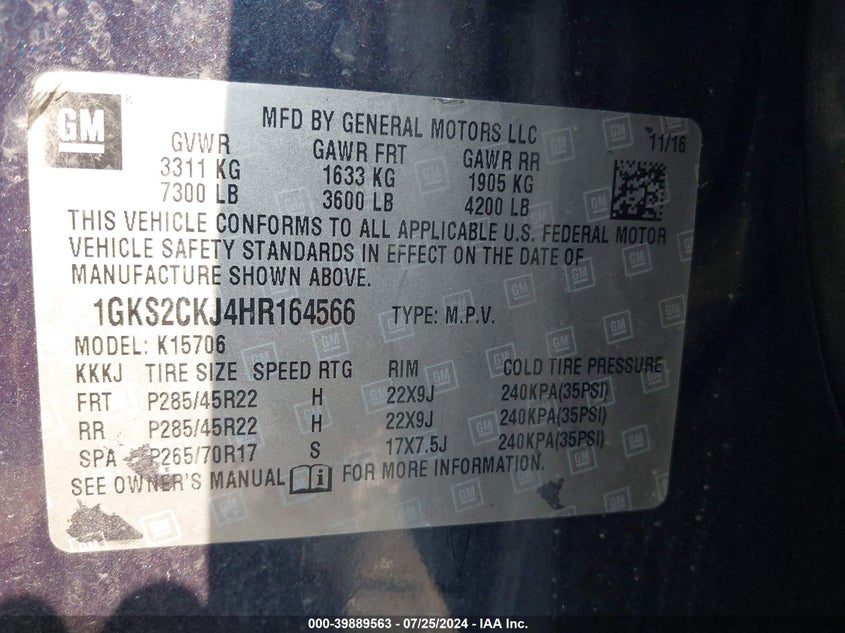 GM
MFD BY GENERAL MOTORS LLC
11/16
GVWR GAWR FRT GAWR RR
3311 KG 1633 KG 1905 KG
7300 LB 3600 LB 4200 LB
THIS VEHICLE CONFORMS TO ALL APPLICABLE U.S. FEDERAL MOTOR
VEHICLE SAFETY STANDARDS IN EFFECT ON THE DATE OF
MANUFACTURE SHOWN ABOVE.
1GKS2CKJ4HR164566 TYPE: M.P.V.
MODEL: K15706
KKKJ TIRE SIZE SPEED RTG RIM COLD TIRE PRESSURE
FRT P285/45R22 H 22X9J 240KPA(35PSI)
RR P285/45R22 H 22X9J 240KPA(35PSI)
SPA P265/70R17 S 17X7.5J 240KPA(35PSI)
SEE OWNER'S MANUAL FOR MORE INFORMATION.
000-39889563 / 07/25/2024 - IAA Inc.